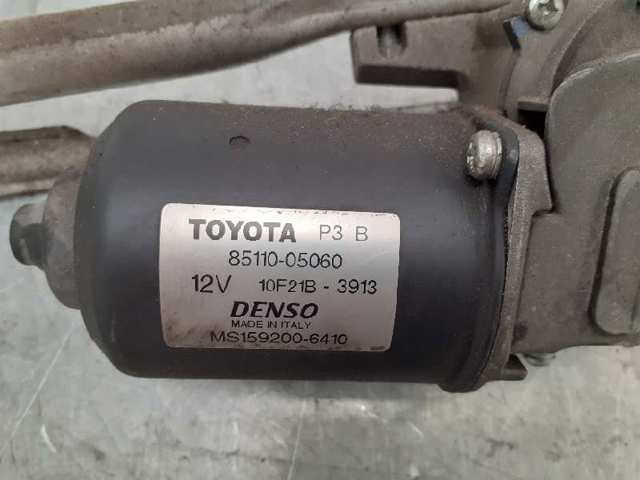 TOYOTA P3 B
85110-05060
12V 10F21B - 3913
DENSO
MADE IN ITALY
MS159200-6410